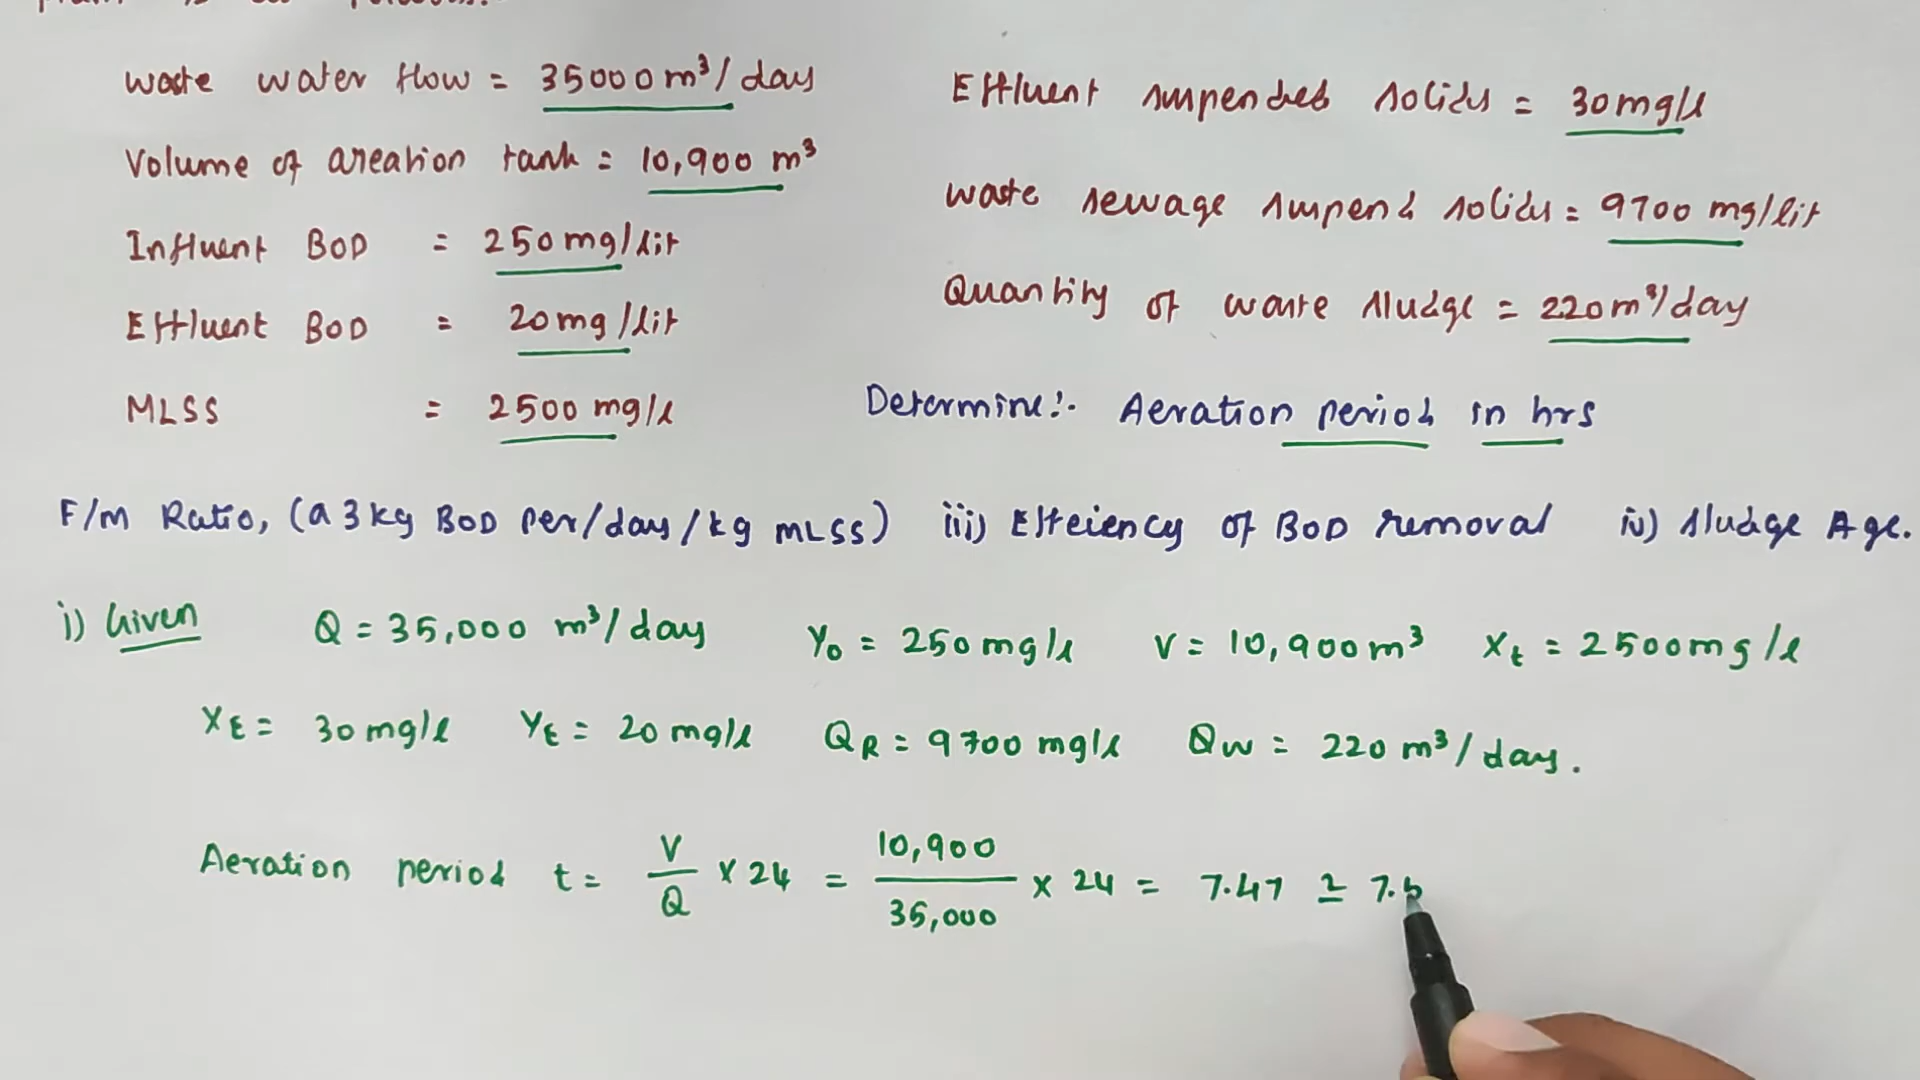 Waste water flow = 35000 m³/day
Volume of areation tank = 10,900 m³
Influent BOD = 250 mg/lit
Effluent BOD = 20 mg/lit
MLSS = 2500 mg/l
Effluent suspended solids = 30 mg/l
Waste sewage suspend solids = 9700 mg/lit
Quantity of waste sludge = 220 m³/day
Determine:- Aeration period in hrs
F/M Ratio, (a 3 kg BOD per/day/kg MLSS) iii) Effeiency of BOD removal iv) sludge Age.
i) Given Q = 35,000 m³/day Y₀ = 250 mg/l V = 10,900 m³ Xt = 2500 mg/l
XE = 30 mg/l YE = 20 mg/l QR = 9700 mg/l QW = 220 m³/day.
Aeration period t = V/Q × 24 = 10,900/35,000 × 24 = 7.47 ≃ 7.5